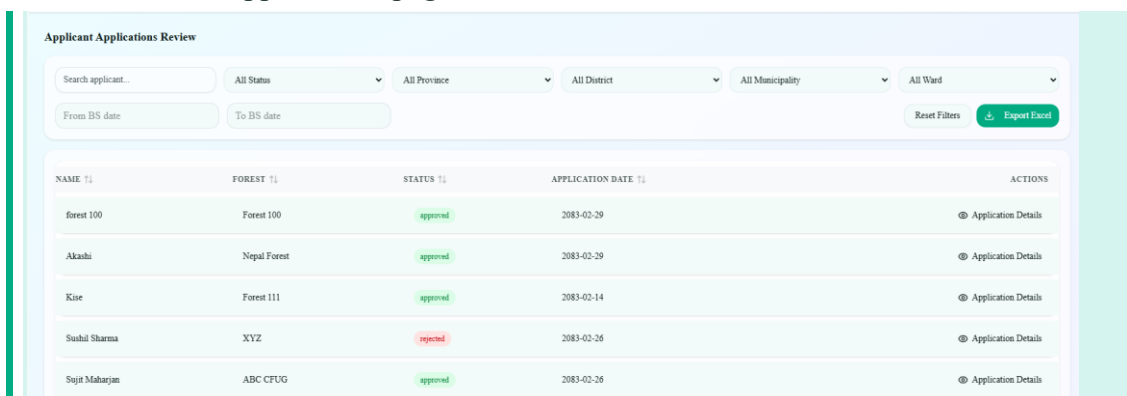 Applicant Applications Review
Search applicant... All Status All Province All District All Municipality All Ward
From BS date To BS date Reset Filters Export Excel
NAME FOREST STATUS APPLICATION DATE ACTIONS
forest 100 Forest 100 approved 2083-02-29 Application Details
Akashi Nepal Forest approved 2083-02-29 Application Details
Kise Forest 111 approved 2083-02-14 Application Details
Sushil Sharma XYZ rejected 2083-02-26 Application Details
Sujit Maharjan ABC CFUG approved 2083-02-26 Application Details